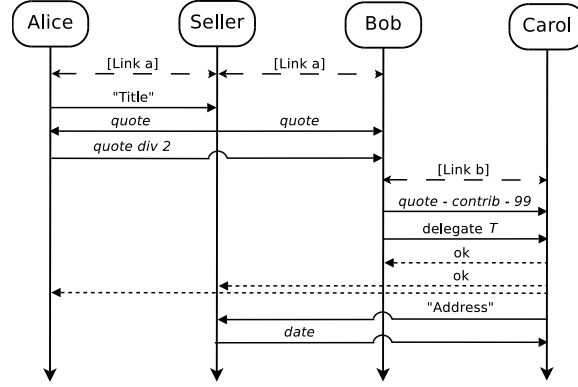 Alice Seller Bob Carol
[Link a] [Link a]
"Title"
quote quote
quote div 2
[Link b]
quote - contrib - 99
delegate T
ok
ok
"Address"
date